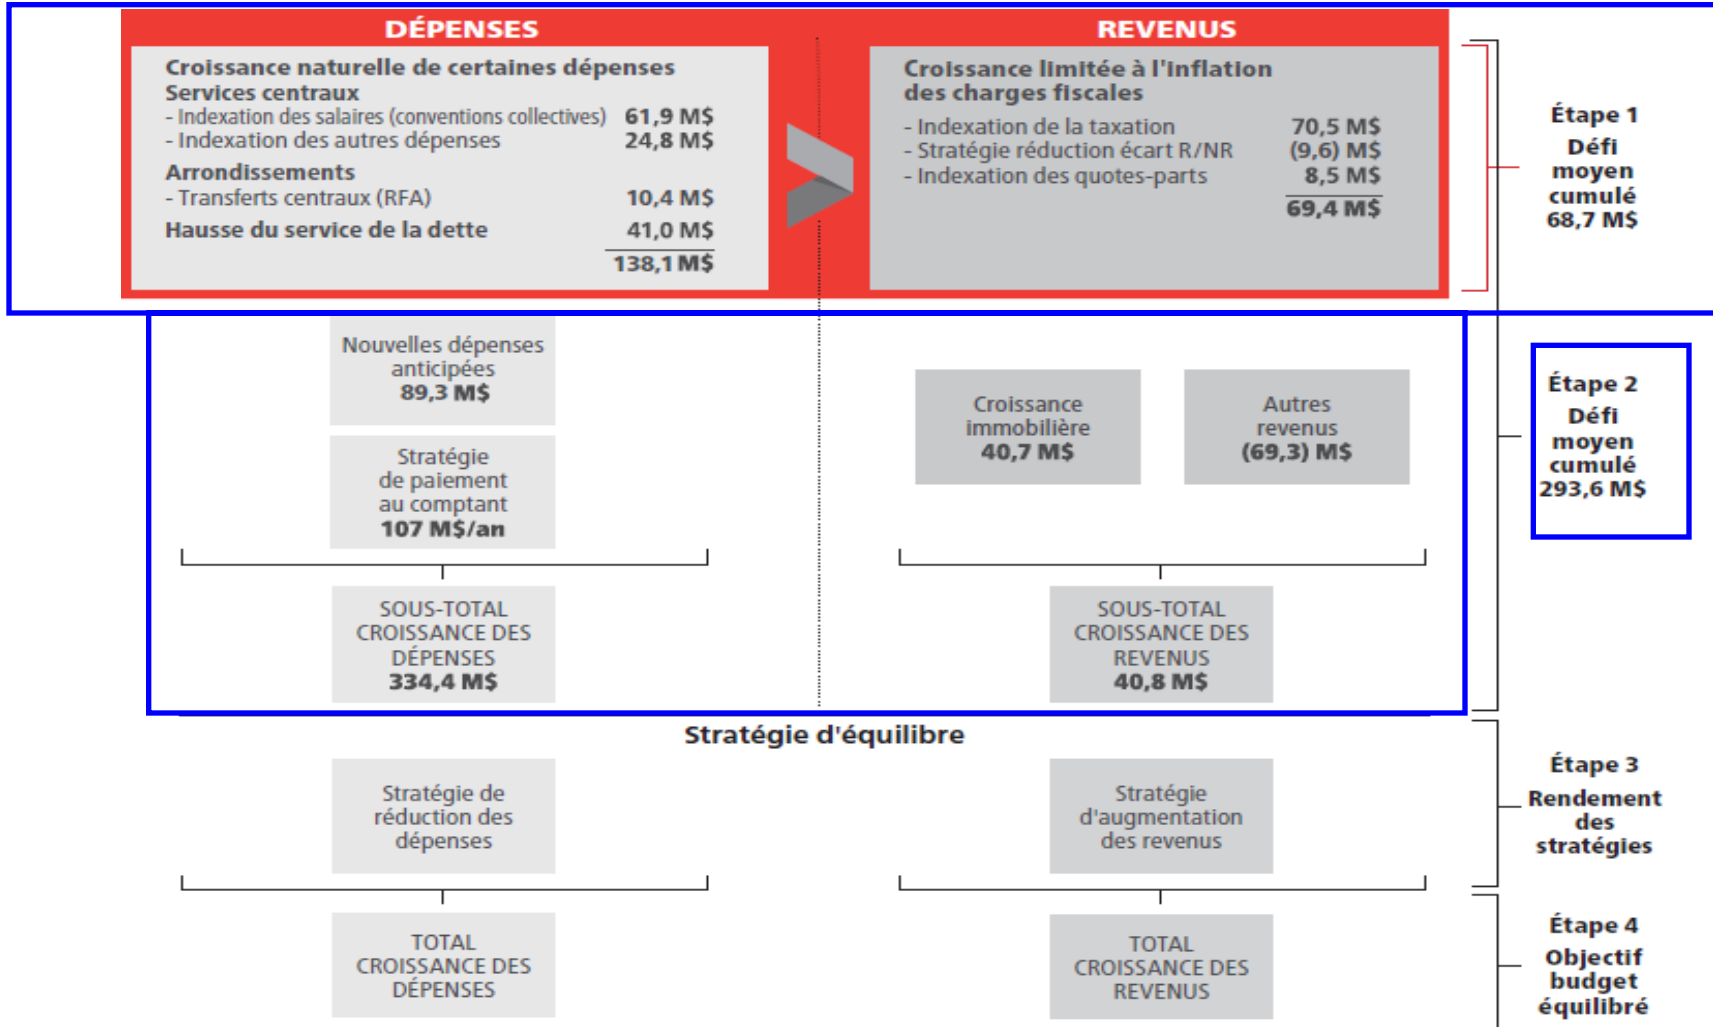 DÉPENSES
Croissance naturelle de certaines dépenses
Services centraux
- Indexation des salaires (conventions collectives) 61,9 M$
- Indexation des autres dépenses 24,8 M$
Arrondissements
- Transferts centraux (RFA) 10,4 M$
Hausse du service de la dette 41,0 M$
138,1 M$
REVENUS
Croissance limitée à l'inflation
des charges fiscales
- Indexation de la taxation 70,5 M$
- Stratégie réduction écart R/NR (9,6) M$
- Indexation des quotes-parts 8,5 M$
69,4 M$
Étape 1
Défi
moyen
cumulé
68,7 M$
Nouvelles dépenses
anticipées
89,3 M$
Stratégie
de paiement
au comptant
107 M$/an
Croissance
immobilière
40,7 M$
Autres
revenus
(69,3) M$
Étape 2
Défi
moyen
cumulé
293,6 M$
SOUS-TOTAL
CROISSANCE DES
DÉPENSES
334,4 M$
SOUS-TOTAL
CROISSANCE DES
REVENUS
40,8 M$
Stratégie d'équilibre
Stratégie de
réduction des
dépenses
Stratégie
d'augmentation
des revenus
Étape 3
Rendement
des
stratégies
TOTAL
CROISSANCE DES
DÉPENSES
TOTAL
CROISSANCE DES
REVENUS
Étape 4
Objectif
budget
équilibré